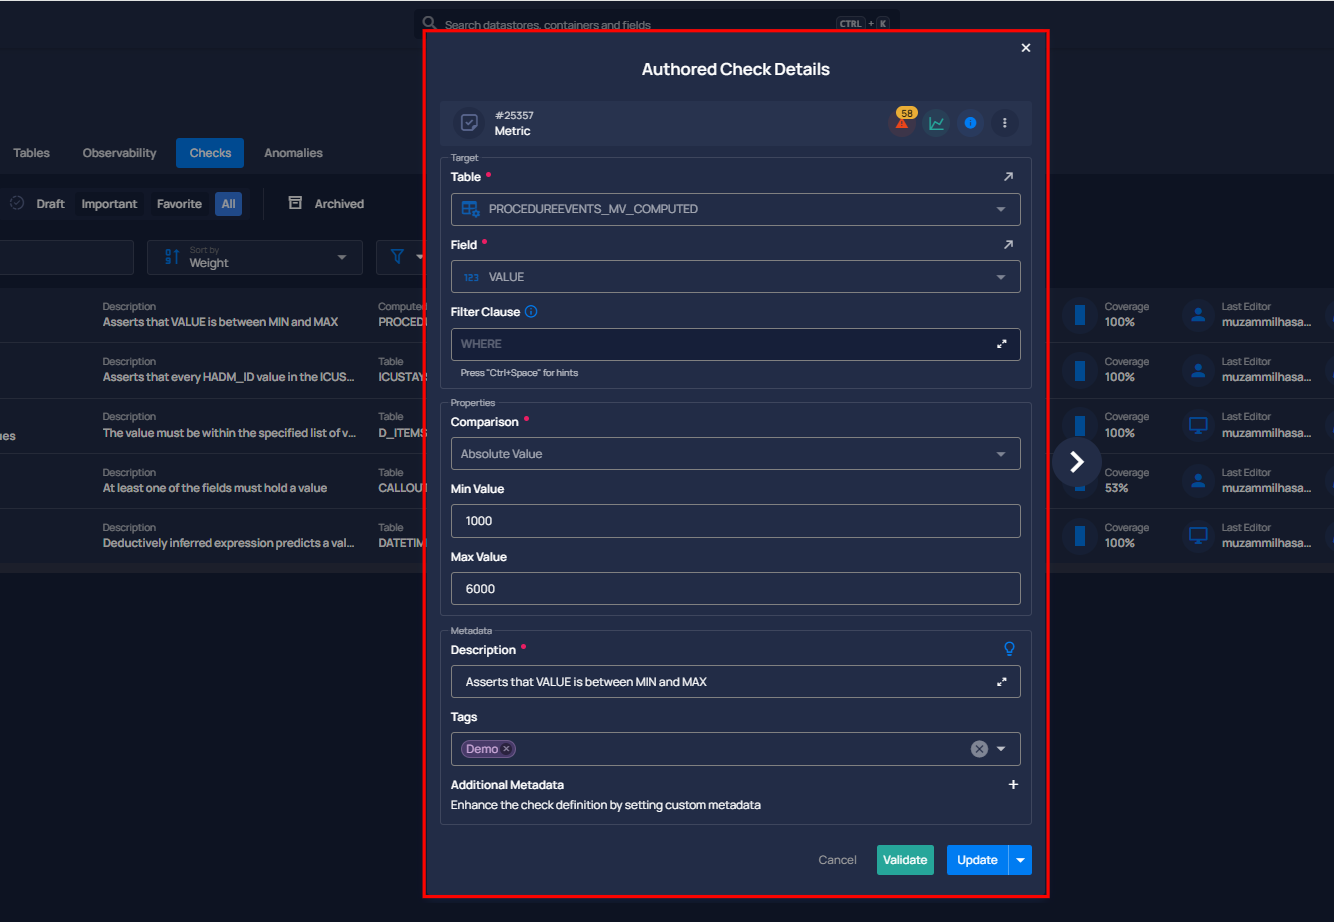 Search datastores, containers and fields CTRL + K
Authored Check Details
#25357
Metric
58
Tables Observability Checks Anomalies
Draft Important Favorite All Archived
Sort by
Weight
Target
Table
PROCEDUREEVENTS_MV_COMPUTED
Field
123 VALUE
Filter Clause
WHERE
Press "Ctrl+Space" for hints
Properties
Comparison
Absolute Value
Min Value
1000
Max Value
6000
Metadata
Description
Asserts that VALUE is between MIN and MAX
Tags
Demo
Additional Metadata
Enhance the check definition by setting custom metadata
Cancel Validate Update
Description Computed Coverage Last Editor
Asserts that VALUE is between MIN and MAX PROCEDI 100% muzammilhasa...
Description Table Coverage Last Editor
Asserts that every HADM_ID value in the ICUS... ICUSTAYS 100% muzammilhasa...
Description Table Coverage Last Editor
ues The value must be within the specified list of v... D_ITEMS 100% muzammilhasa...
Description Table Coverage Last Editor
At least one of the fields must hold a value CALLOUT 53% muzammilhasa...
Description Table Coverage Last Editor
Deductively inferred expression predicts a val... DATETIM 100% muzammilhasa...